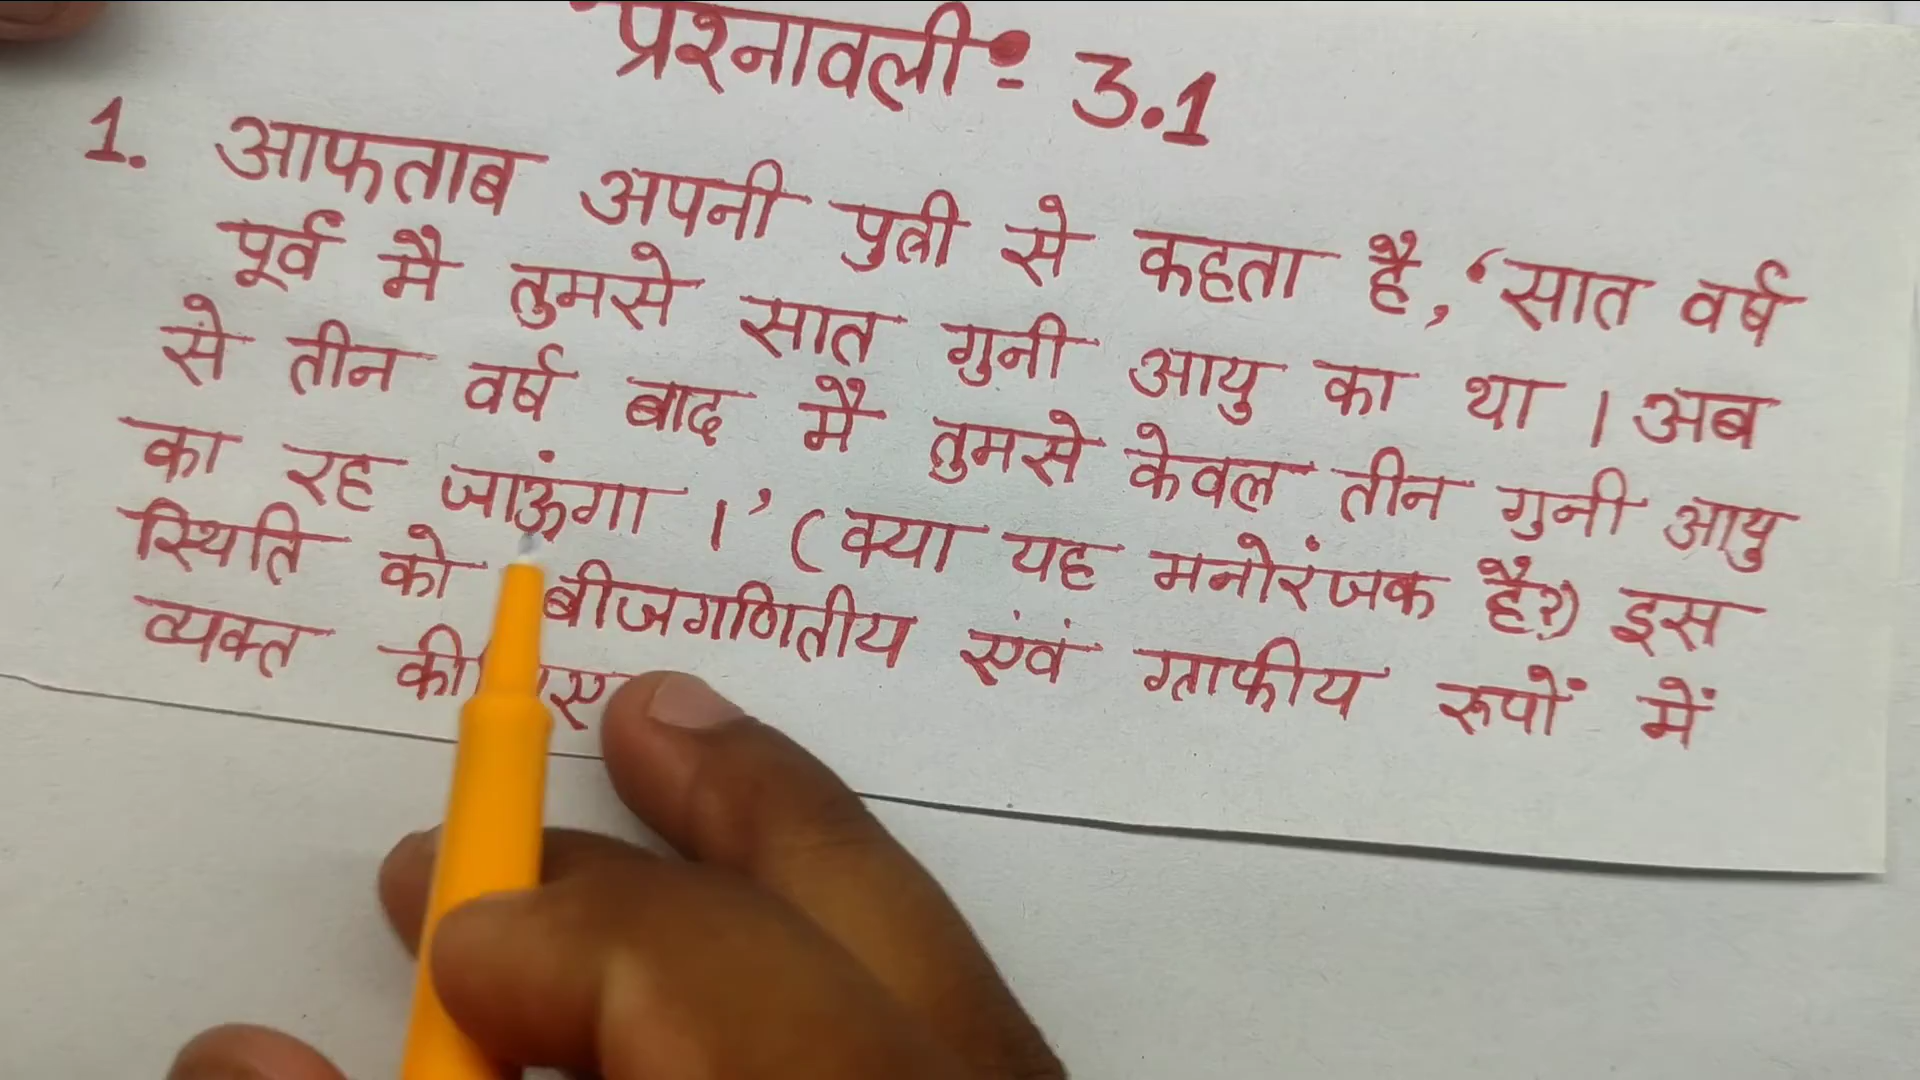 प्रश्नावली :- 3.1
1. आफताब अपनी पुत्री से कहता है, ‘सात वर्ष
पूर्व मै तुमसे सात गुनी आयु का था । अब
से तीन वर्ष बाद मै तुमसे केवल तीन गुनी आयु
का रह जाऊंगा ।’ (क्या यह मनोरंजक है?) इस
स्थिति को बीजगणितीय एंवं ग्राफीय रूपों में
व्यक्त